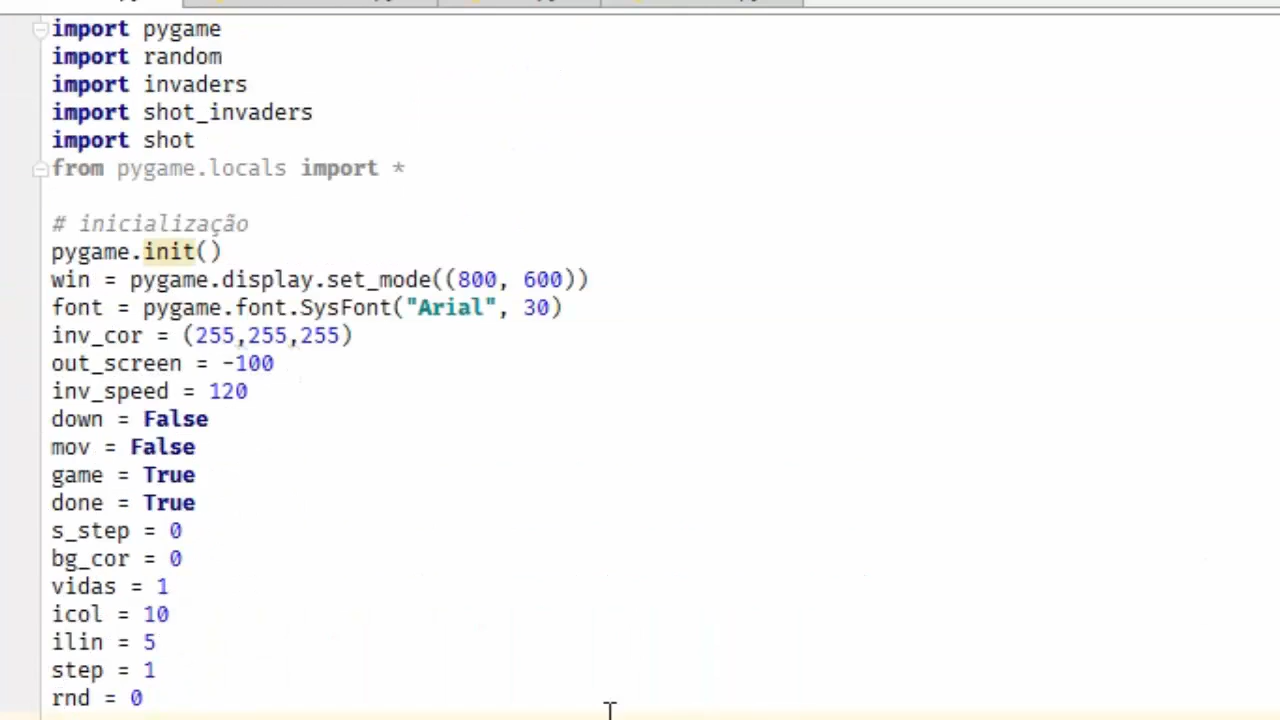 import pygame
import random
import invaders
import shot_invaders
import shot
from pygame.locals import *
# inicialização
pygame.init()
win = pygame.display.set_mode((800, 600))
font = pygame.font.SysFont("Arial", 30)
inv_cor = (255,255,255)
out_screen = -100
inv_speed = 120
down = False
mov = False
game = True
done = True
s_step = 0
bg_cor = 0
vidas = 1
icol = 10
ilin = 5
step = 1
rnd = 0